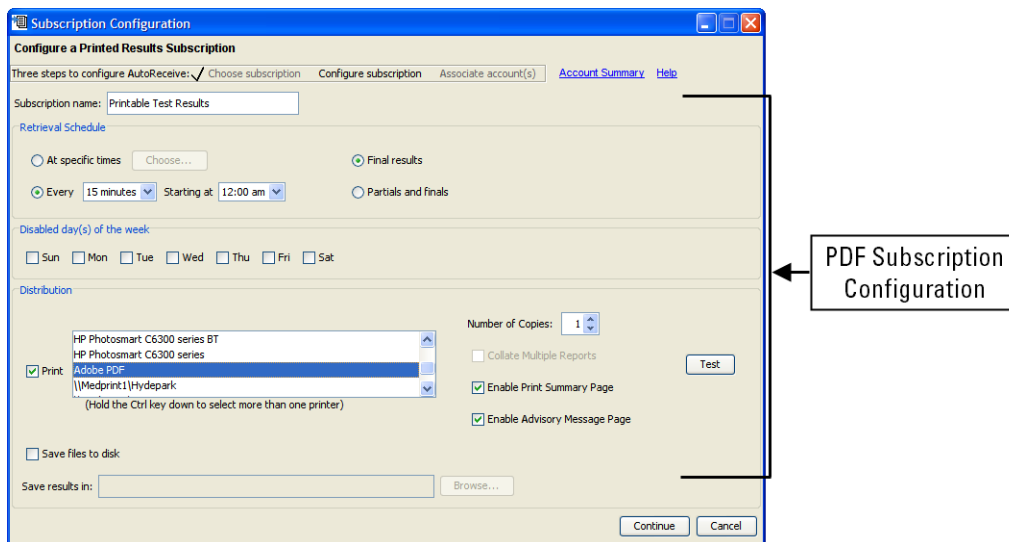 Subscription Configuration
Configure a Printed Results Subscription
Three steps to configure AutoReceive: Choose subscription Configure subscription Associate account(s) Account Summary Help
Subscription name: Printable Test Results
Retrieval Schedule
At specific times Choose... Final results
Every 15 minutes Starting at 12:00 am Partials and finals
Disabled day(s) of the week
Sun Mon Tue Wed Thu Fri Sat
Distribution
HP Photosmart C6300 series BT
HP Photosmart C6300 series
Adobe PDF
\\Medprint1\Hydepark
Print
(Hold the Ctrl key down to select more than one printer)
Number of Copies: 1
Collate Multiple Reports
Enable Print Summary Page
Enable Advisory Message Page
Test
Save files to disk
Save results in: Browse...
Continue Cancel
PDF Subscription
Configuration